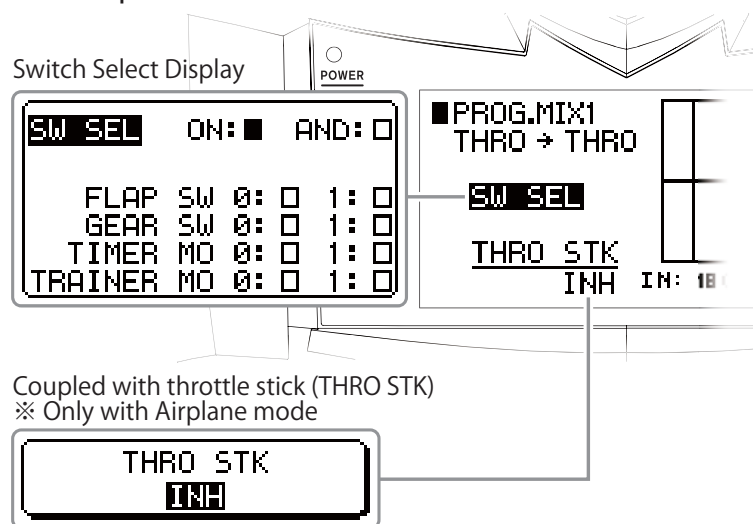 Switch Select Display
POWER
SW SEL ON:■ AND:□
FLAP SW 0: □ 1: □
GEAR SW 0: □ 1: □
TIMER MO 0: □ 1: □
TRAINER MO 0: □ 1: □
■PROG.MIX1
THRO → THRO
SW SEL
THRO STK
INH IN:
Coupled with throttle stick (THRO STK)
※ Only with Airplane mode
THRO STK
INH